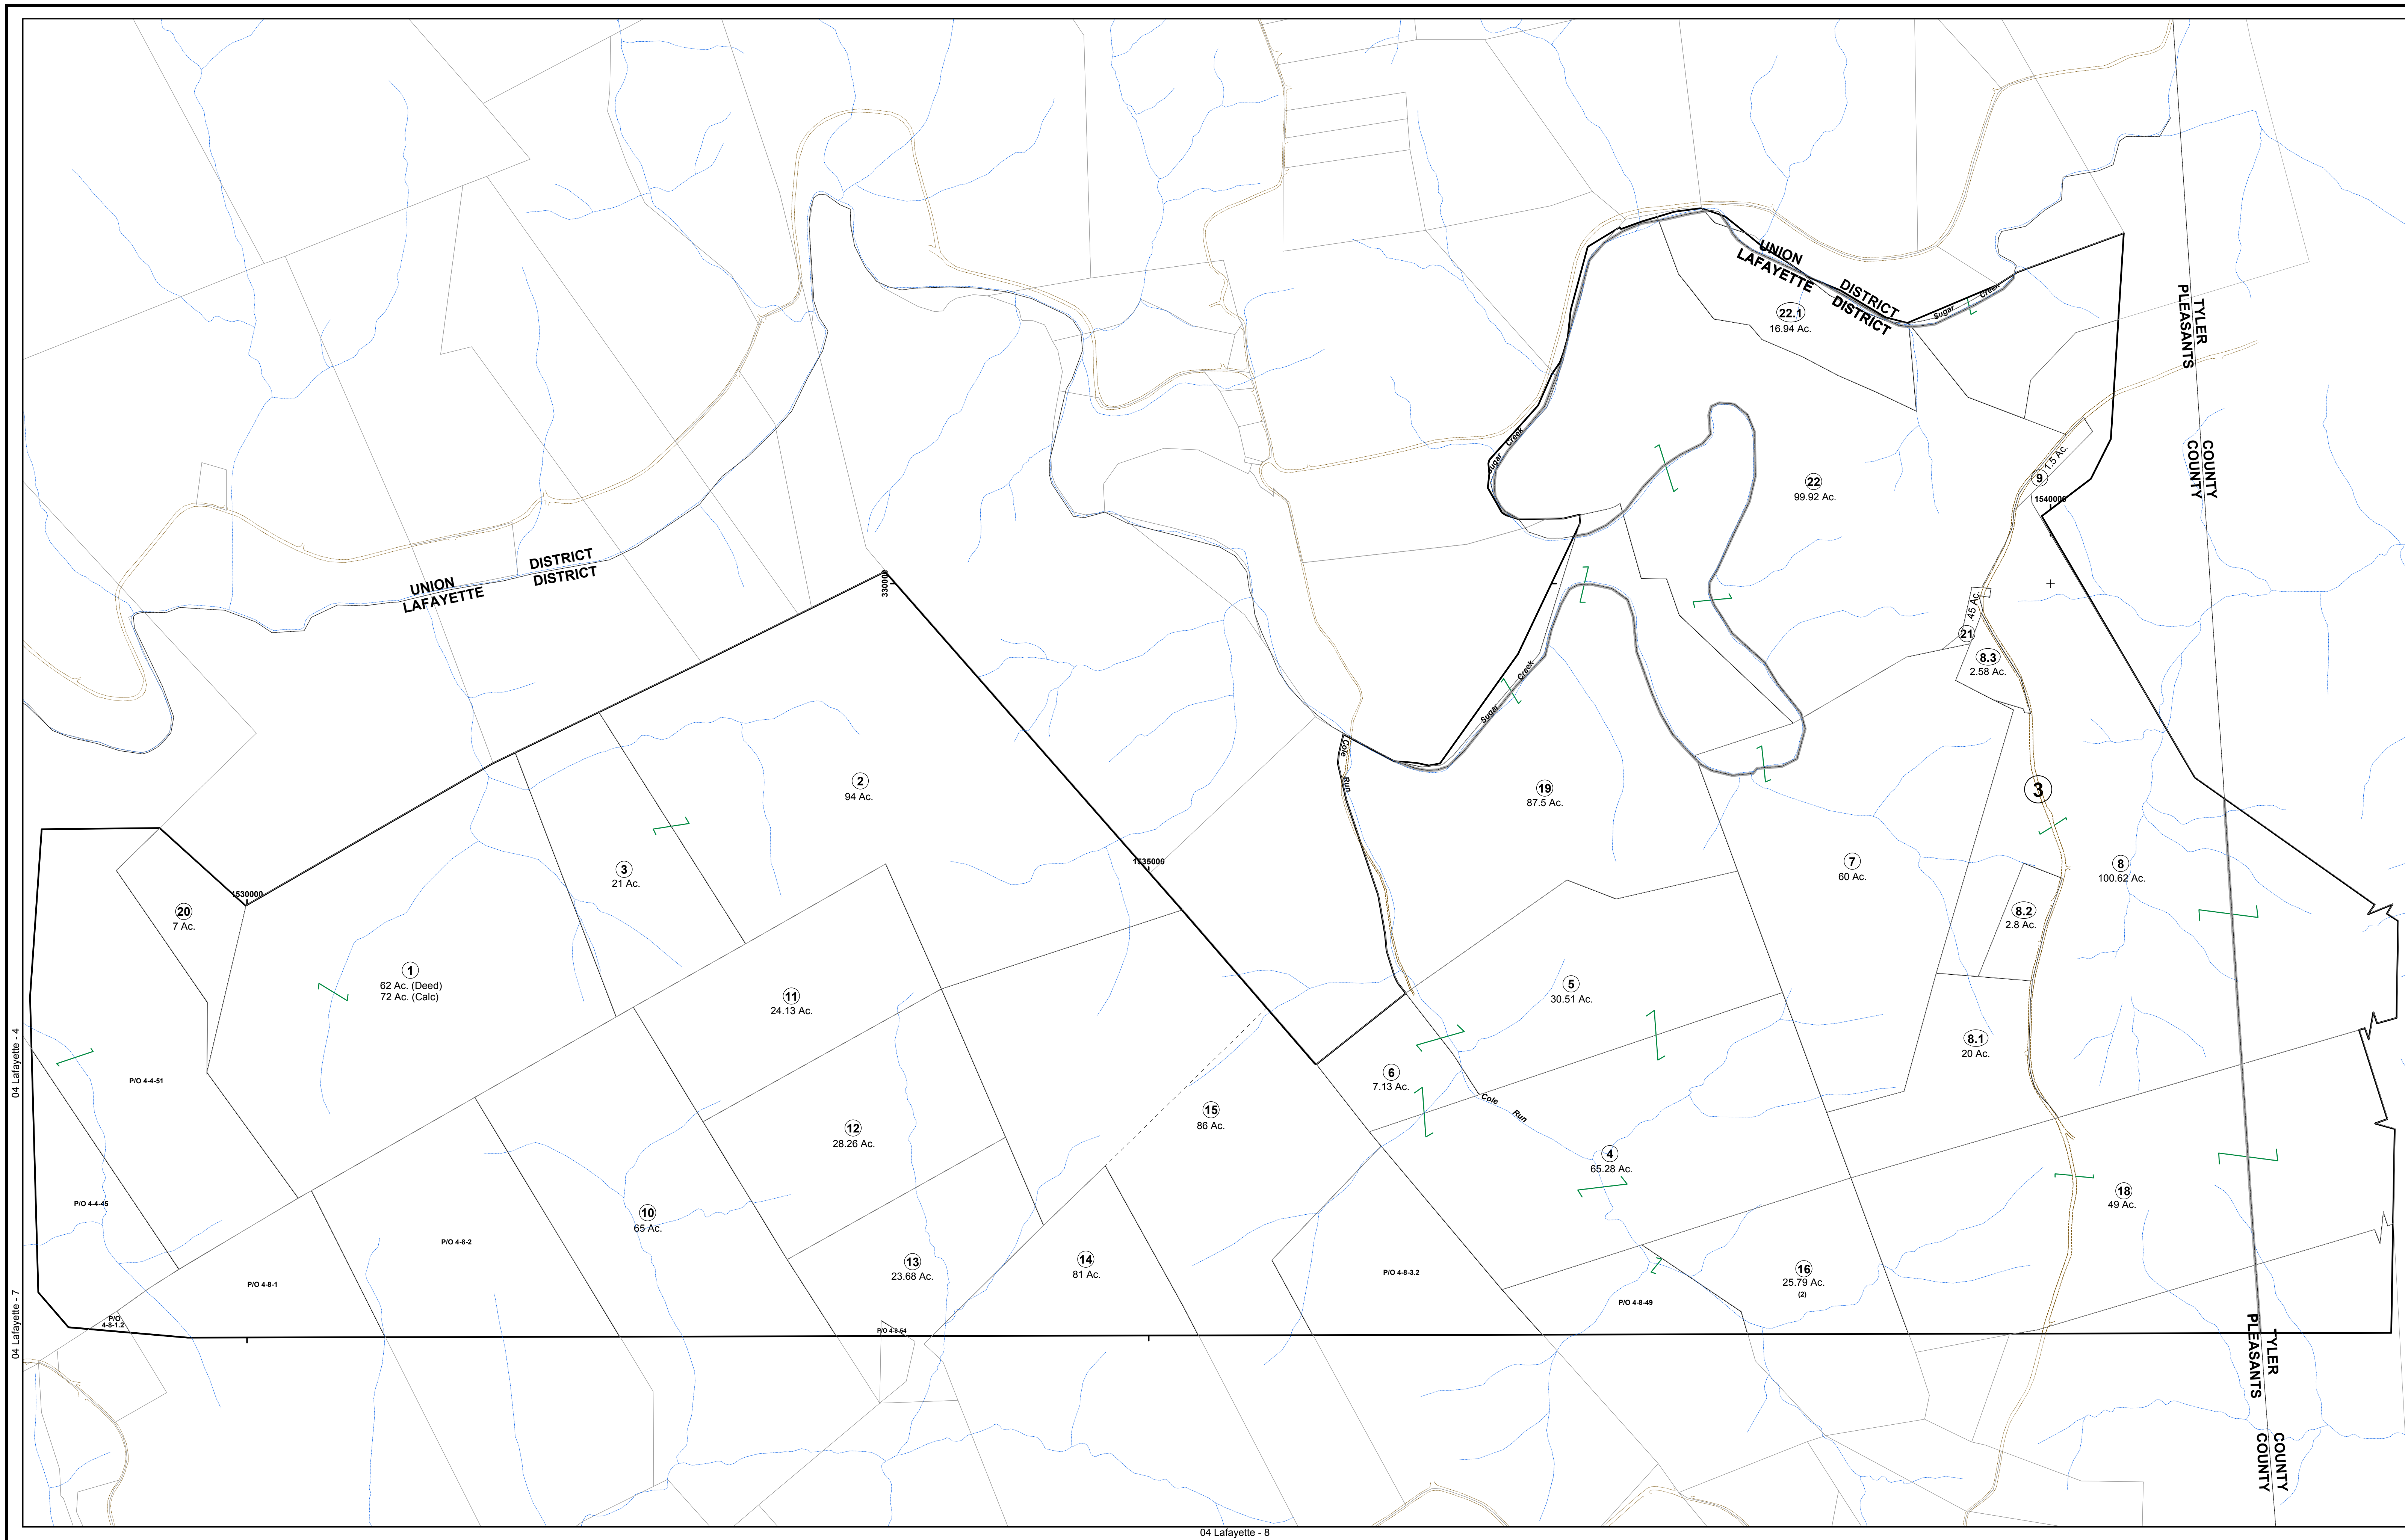 UNION
LAFAYETTE
DISTRICT
DISTRICT
22.1
16.94 Ac.
Sugar
Creek
TYLER
PLEASANTS
COUNTY
COUNTY
Sugar
Creek
22
99.92 Ac.
9
1.5 Ac.
1540000
UNION
LAFAYETTE
DISTRICT
DISTRICT
330000
.45 Ac.
21
8.3
2.58 Ac.
Sugar
Creek
Cole
Run
2
94 Ac.
19
87.5 Ac.
3
3
21 Ac.
1535000
7
60 Ac.
8
100.62 Ac.
1530000
20
7 Ac.
8.2
2.8 Ac.
1
62 Ac. (Deed)
72 Ac. (Calc)
11
24.13 Ac.
5
30.51 Ac.
04 Lafayette - 4
P/O 4-4-51
8.1
20 Ac.
6
7.13 Ac.
Cole
Run
15
86 Ac.
12
28.26 Ac.
4
65.28 Ac.
P/O 4-4-45
10
65 Ac.
18
49 Ac.
P/O 4-8-2
13
23.68 Ac.
14
81 Ac.
P/O 4-8-3.2
16
25.79 Ac.
(2)
P/O 4-8-1
P/O 4-8-49
04 Lafayette - 7
P/O
4-8-1.2
P/O 4-8-54
TYLER
PLEASANTS
COUNTY
COUNTY
04 Lafayette - 8